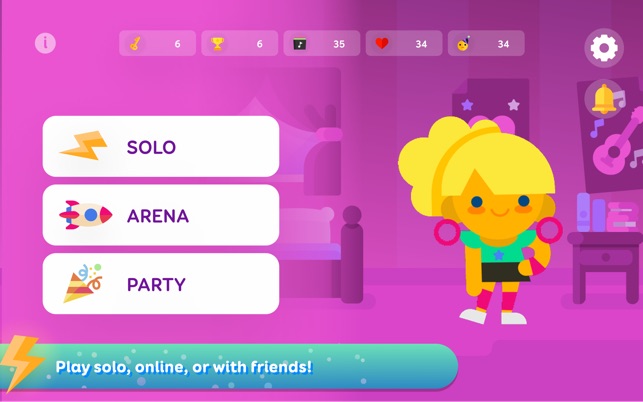 i
6
6
35
34
34
SOLO
ARENA
PARTY
Play solo, online, or with friends!